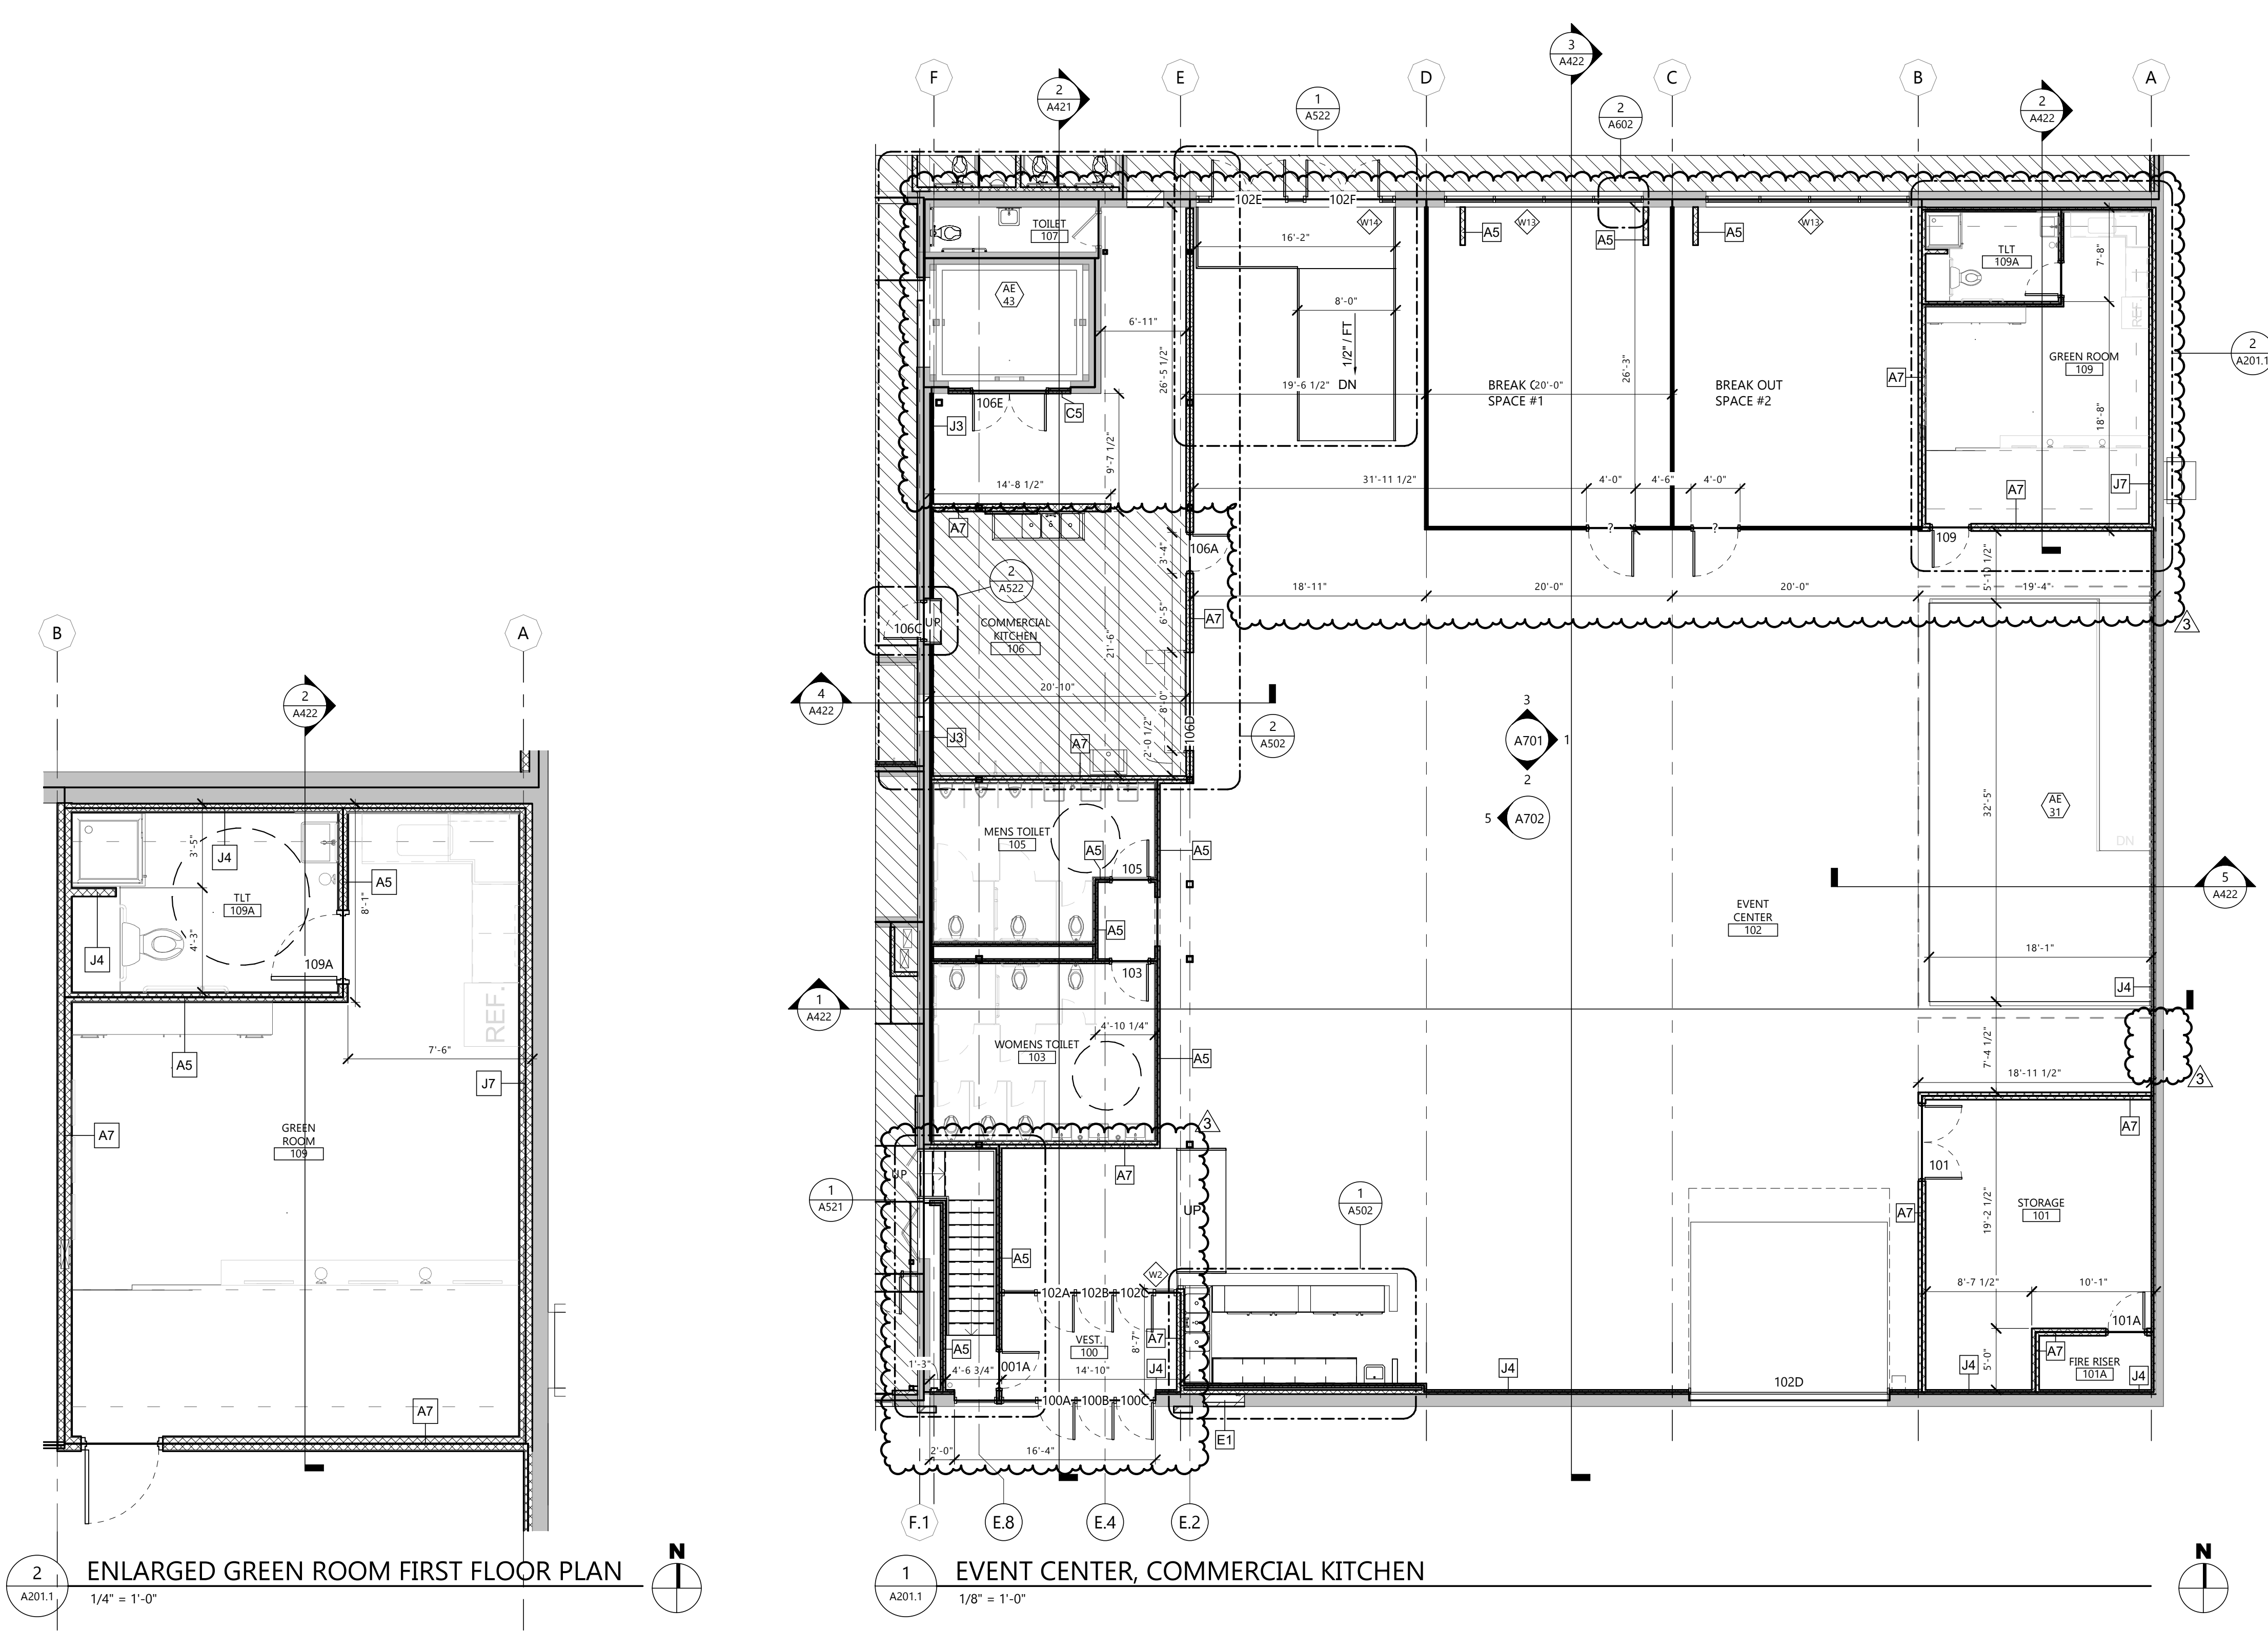 B
A
2
A422
3'-5"
J4
A5
TLT
109A
8'-1"
4'-3"
J4
109A
REF.
A5
7'-6"
J7
A7
GREEN
ROOM
109
A7
2
A201.1
ENLARGED GREEN ROOM FIRST FLOOR PLAN
1/4" = 1'-0"
N
F
E
D
C
B
A
2
A421
1
A522
3
A422
2
A602
2
A422
TOILET
107
102E
102F
W14
16'-2"
A5
W13
A5
A5
W13
TLT
109A
7'-8"
AE
43
8'-0"
6'-11"
1/2" / FT
DN
26'-5 1/2"
19'-6 1/2"
BREAK O
20'-0"
SPACE #1
26'-3"
BREAK OUT
SPACE #2
REF.
GREEN ROOM
109
A7
2
A201.1
106E
C5
J3
9'-7 1/2"
14'-8 1/2"
18'-8"
31'-11 1/2"
4'-0"
4'-6"
4'-0"
A7
J7
A7
?
?
109
106A
3'-4"
2
A522
5'-10 1/2"
18'-11"
20'-0"
20'-0"
19'-4"
106C
UP
COMMERCIAL
KITCHEN
106
6'-5"
A7
21'-6"
3
4
A422
20'-10"
8'-0"
106D
2'-0 1/2"
J3
A7
2
A502
3
A701
1
2
5
A702
32'-5"
AE
31
DN
MENS TOILET
105
A5
105
A5
5
A422
A5
EVENT
CENTER
102
18'-1"
103
J4
1
A422
4'-10 1/4"
WOMENS TOILET
103
A5
7'-4 1/2"
18'-11 1/2"
3
3
A7
UP
A7
1
A521
1
A502
UP
101
A7
STORAGE
101
19'-2 1/2"
A5
W2
102A
102B
102C
8'-7 1/2"
10'-1"
VEST.
100
8'-7"
A7
A5
101A
A7
5'-0"
FIRE RISER
101A
1'-3"
4'-6 3/4"
001A
14'-10"
J4
J4
J4
J4
102D
100A
100B
100C
E1
2'-0"
16'-4"
F.1
E.8
E.4
E.2
1
A201.1
EVENT CENTER, COMMERCIAL KITCHEN
1/8" = 1'-0"
N